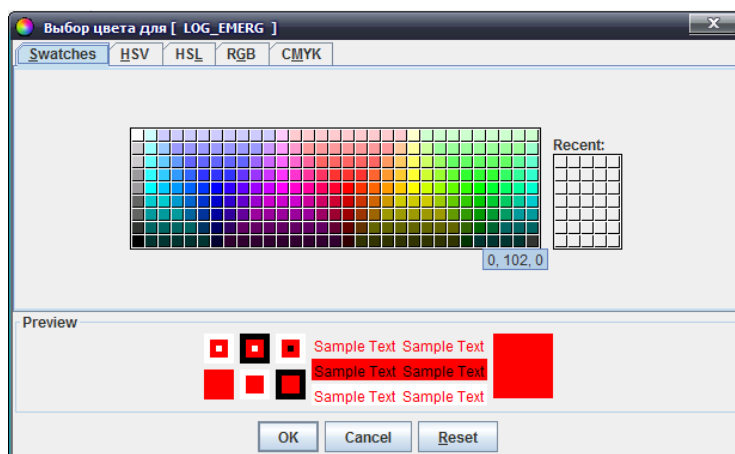 Выбор цвета для [ LOG_EMERG ] X
Swatches HSV HSL RGB CMYK
Recent:
0, 102, 0
Preview
Sample Text Sample Text
Sample Text Sample Text
Sample Text Sample Text
OK Cancel Reset